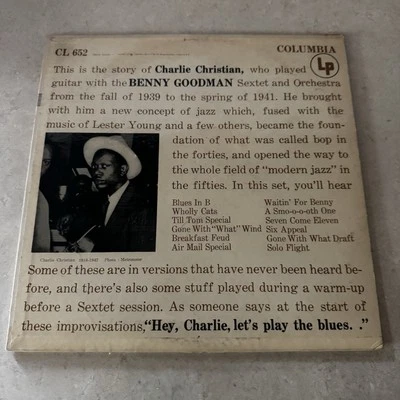 CL 652
COLUMBIA
LP
This is the story of Charlie Christian, who played
guitar with the BENNY GOODMAN Sextet and Orchestra
from the fall of 1939 to the spring of 1941. He brought
with him a new concept of jazz which, fused with the
music of Lester Young and a few others, became the foun-
dation of what was called bop in
the forties, and opened the way to
the whole field of "modern jazz" in
the fifties. In this set, you'll hear
Blues In B
Wholly Cats
Till Tom Special
Gone With "What" Wind
Breakfast Feud
Air Mail Special
Waitin' For Benny
A Smo-o-o-oth One
Seven Come Eleven
Six Appeal
Gone With What Draft
Solo Flight
Charlie Christian 1919-1942 Photo -
Some of these are in versions that have never been heard be-
fore, and there's also some stuff played during a warm-up
before a Sextet session. As someone says at the start of
these improvisations, "Hey, Charlie, let's play the blues. ."